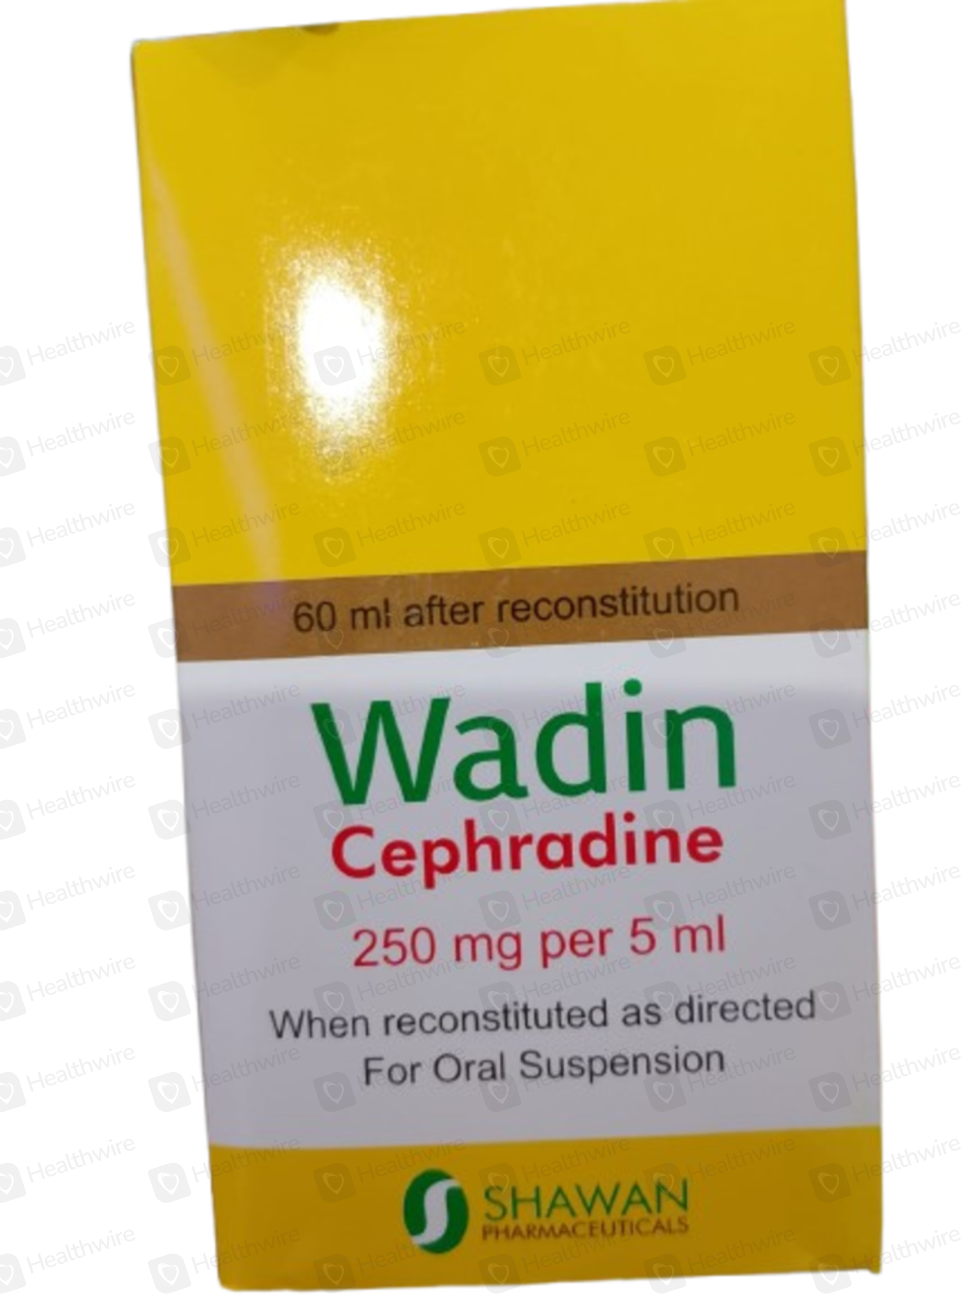 60 ml after reconstitution
Wadin
Cephradine
250 mg per 5 ml
When reconstituted as directed
For Oral Suspension
SHAWAN
PHARMACEUTICALS
Healthwire